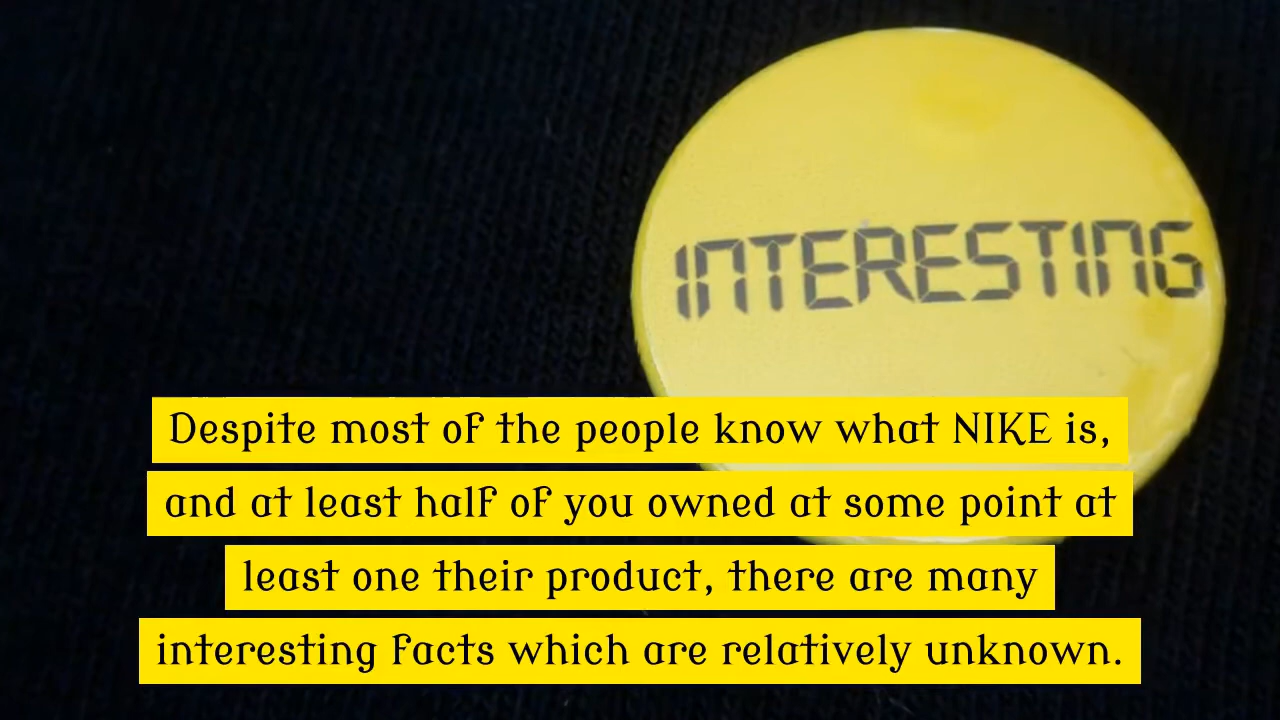 INTERESTING
Despite most of the people know what NIKE is,
and at least half of you owned at some point at
least one their product, there are many
interesting facts which are relatively unknown.